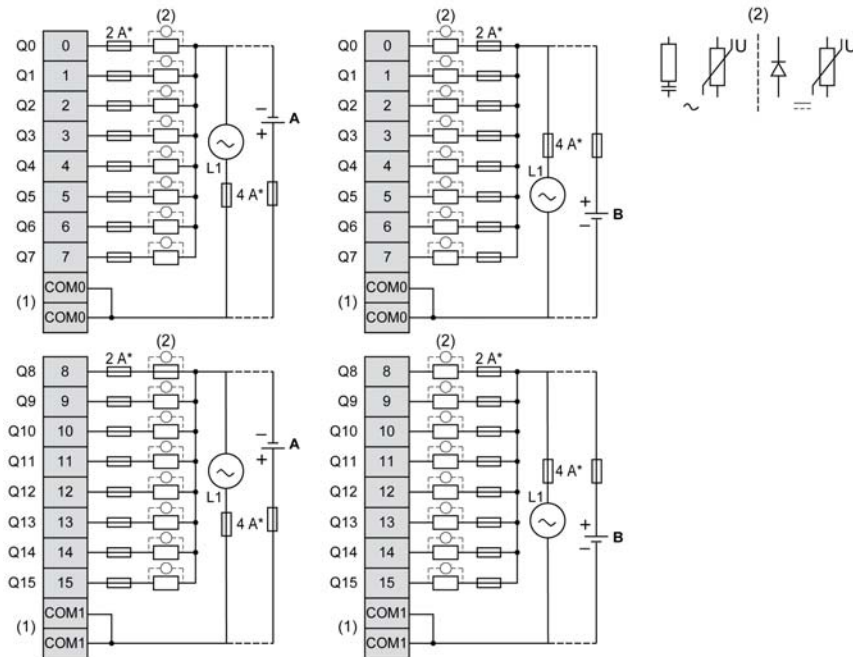 (2)
Q0 0 2 A*
Q1 1
Q2 2
Q3 3
Q4 4
Q5 5
Q6 6
Q7 7
COM0
(1)
COM0
L1
4 A*
−
+
A
(2)
Q0 0 2 A*
Q1 1
Q2 2
Q3 3
Q4 4
Q5 5
Q6 6
Q7 7
COM0
(1)
COM0
4 A*
L1
+
−
B
(2)
U
U
(2)
Q8 8 2 A*
Q9 9
Q10 10
Q11 11
Q12 12
Q13 13
Q14 14
Q15 15
COM1
(1)
COM1
L1
4 A*
−
+
A
(2)
Q8 8 2 A*
Q9 9
Q10 10
Q11 11
Q12 12
Q13 13
Q14 14
Q15 15
COM1
(1)
COM1
4 A*
L1
+
−
B